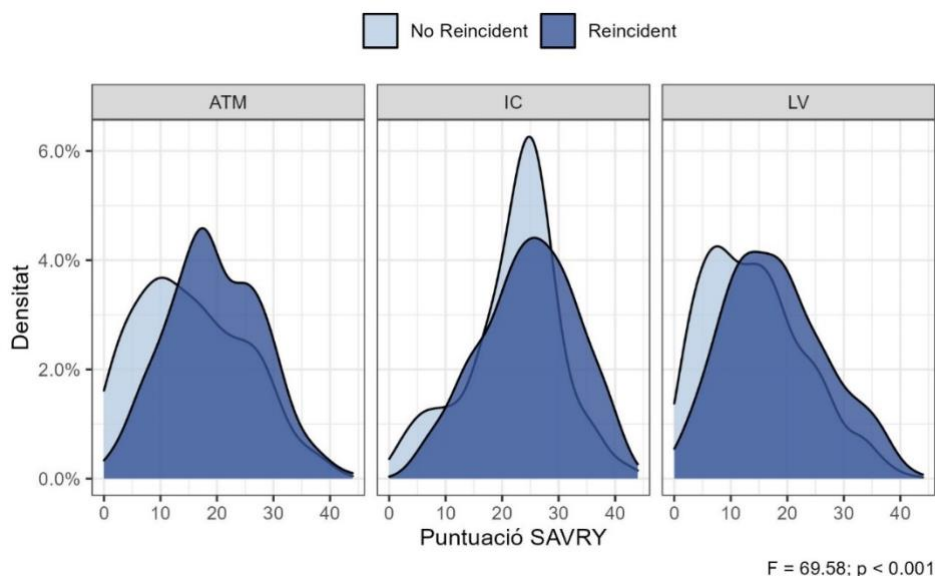 No Reincident Reincident
ATM IC LV
6.0%
4.0%
2.0%
0.0%
Densitat
0 10 20 30 40 0 10 20 30 40 0 10 20 30 40
Puntuació SAVRY
F = 69.58; p < 0.001